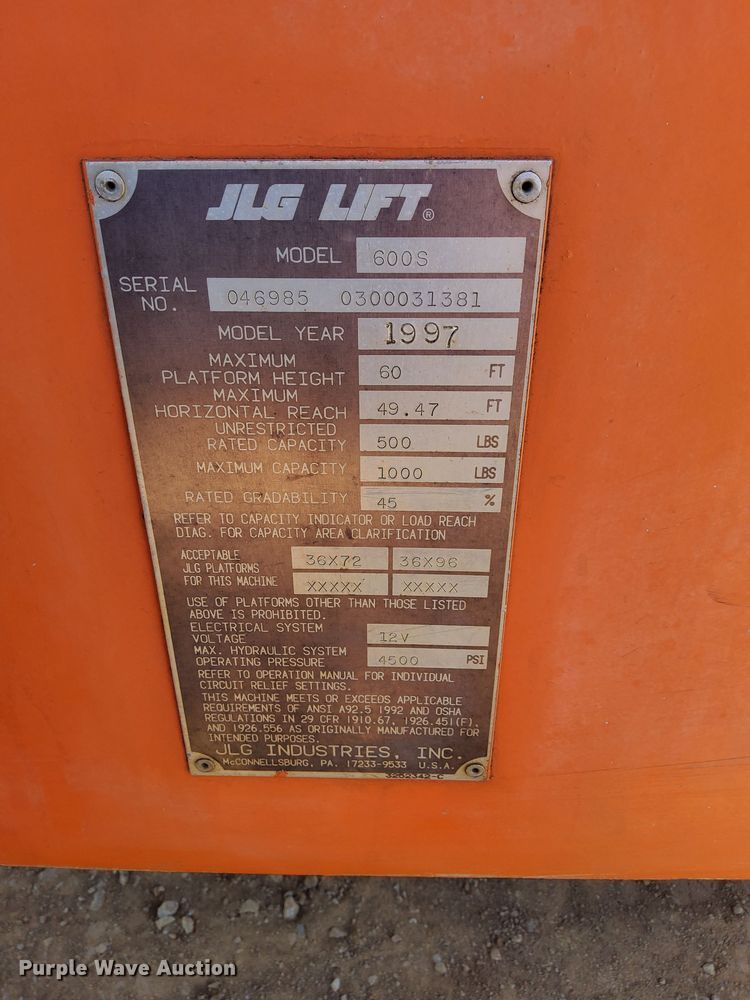 JLG LIFT®
MODEL 600S
SERIAL NO. 046985 0300031381
MODEL YEAR 1997
MAXIMUM PLATFORM HEIGHT 60 FT
MAXIMUM HORIZONTAL REACH 49.47 FT
UNRESTRICTED RATED CAPACITY 500 LBS
MAXIMUM CAPACITY 1000 LBS
RATED GRADABILITY 45 %
REFER TO CAPACITY INDICATOR OR LOAD REACH
DIAG. FOR CAPACITY AREA CLARIFICATION
ACCEPTABLE JLG PLATFORMS FOR THIS MACHINE 36X72 36X96
XXXXX XXXXX
USE OF PLATFORMS OTHER THAN THOSE LISTED
ABOVE IS PROHIBITED.
ELECTRICAL SYSTEM VOLTAGE 12V
MAX. HYDRAULIC SYSTEM OPERATING PRESSURE 4500 PSI
REFER TO OPERATION MANUAL FOR INDIVIDUAL
CIRCUIT RELIEF SETTINGS.
THIS MACHINE MEETS OR EXCEEDS APPLICABLE
REQUIREMENTS OF ANSI A92.5 1992 AND OSHA
REGULATIONS IN 29 CFR 1910.67, 1926.451(F),
AND 1926.556 AS ORIGINALLY MANUFACTURED FOR
INTENDED PURPOSES.
JLG INDUSTRIES, INC.
McCONNELLSBURG, PA. 17233-9533 U.S.A.
3252342-C
Purple Wave Auction